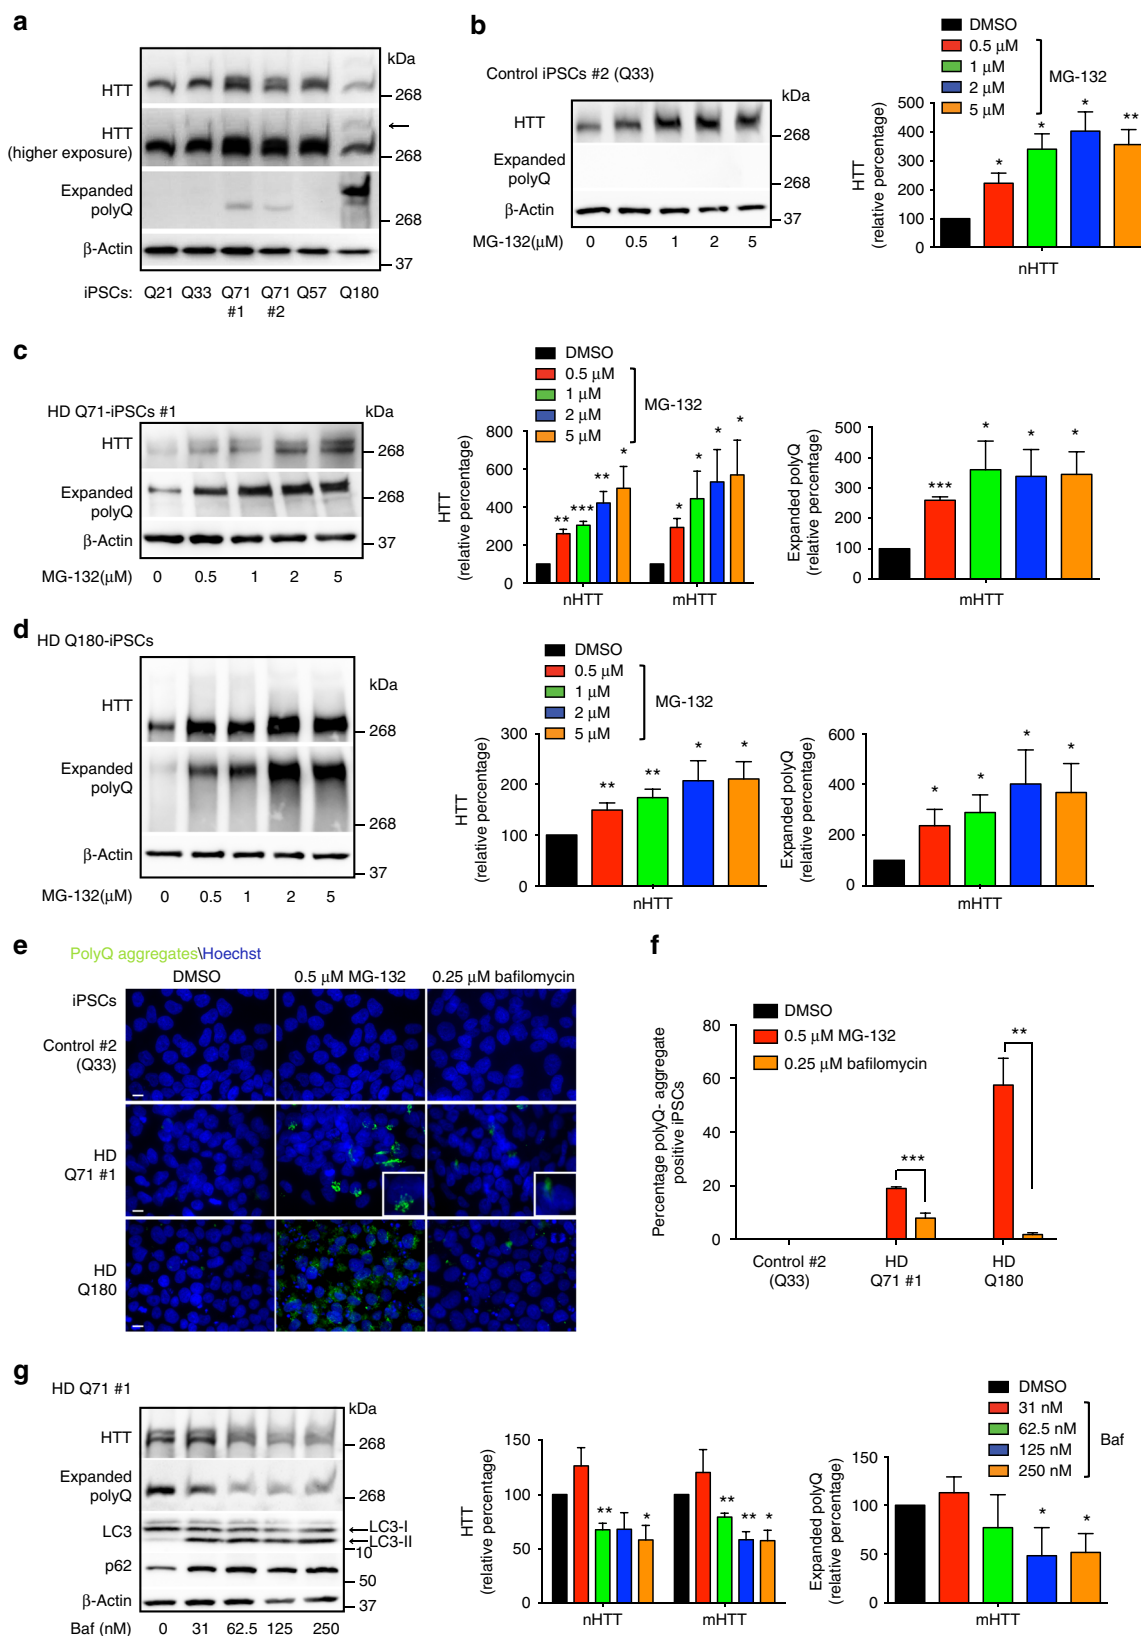 a
kDa
HTT
268
HTT
(higher exposure)
←
268
Expanded
polyQ
268
β-Actin
37
iPSCs: Q21 Q33 Q71 Q71 Q57 Q180
#1 #2
b
Control iPSCs #2 (Q33)
kDa
HTT
268
Expanded
polyQ
268
β-Actin
37
MG-132(μM) 0 0.5 1 2 5
DMSO
0.5 μM
1 μM
2 μM
5 μM
MG-132
HTT
(relative percentage)
500
400
300
200
100
0
* * * **
nHTT
c
HD Q71-iPSCs #1
kDa
HTT
268
Expanded
polyQ
268
β-Actin
37
MG-132(μM) 0 0.5 1 2 5
DMSO
0.5 μM
1 μM
2 μM
5 μM
MG-132
HTT
(relative percentage)
800
600
400
200
0
** *** ** * * * * *
nHTT mHTT
Expanded polyQ
(relative percentage)
500
400
300
200
100
0
*** * * *
mHTT
d
HD Q180-iPSCs
kDa
HTT
268
Expanded
polyQ
268
β-Actin
37
MG-132(μM) 0 0.5 1 2 5
DMSO
0.5 μM
1 μM
2 μM
5 μM
MG-132
HTT
(relative percentage)
300
200
100
0
** ** * *
nHTT
Expanded polyQ
(relative percentage)
600
400
200
0
* * * *
mHTT
e
PolyQ aggregates\Hoechst
DMSO 0.5 μM MG-132 0.25 μM bafilomycin
iPSCs
Control #2
(Q33)
HD
Q71 #1
HD
Q180
f
DMSO
0.5 μM MG-132
0.25 μM bafilomycin
Percentage polyQ- aggregate
positive iPSCs
80
60
40
20
0
*** **
Control #2 HD HD
(Q33) Q71 #1 Q180
g
HD Q71 #1
kDa
HTT
268
Expanded
polyQ
268
LC3
←LC3-I
←LC3-II
10
p62
50
β-Actin
37
Baf (nM) 0 31 62.5 125 250
HTT
(relative percentage)
150
100
50
0
** * ** ** *
nHTT mHTT
DMSO
31 nM
62.5 nM
125 nM
250 nM
Baf
Expanded polyQ
(relative percentage)
150
100
50
0
* *
mHTT